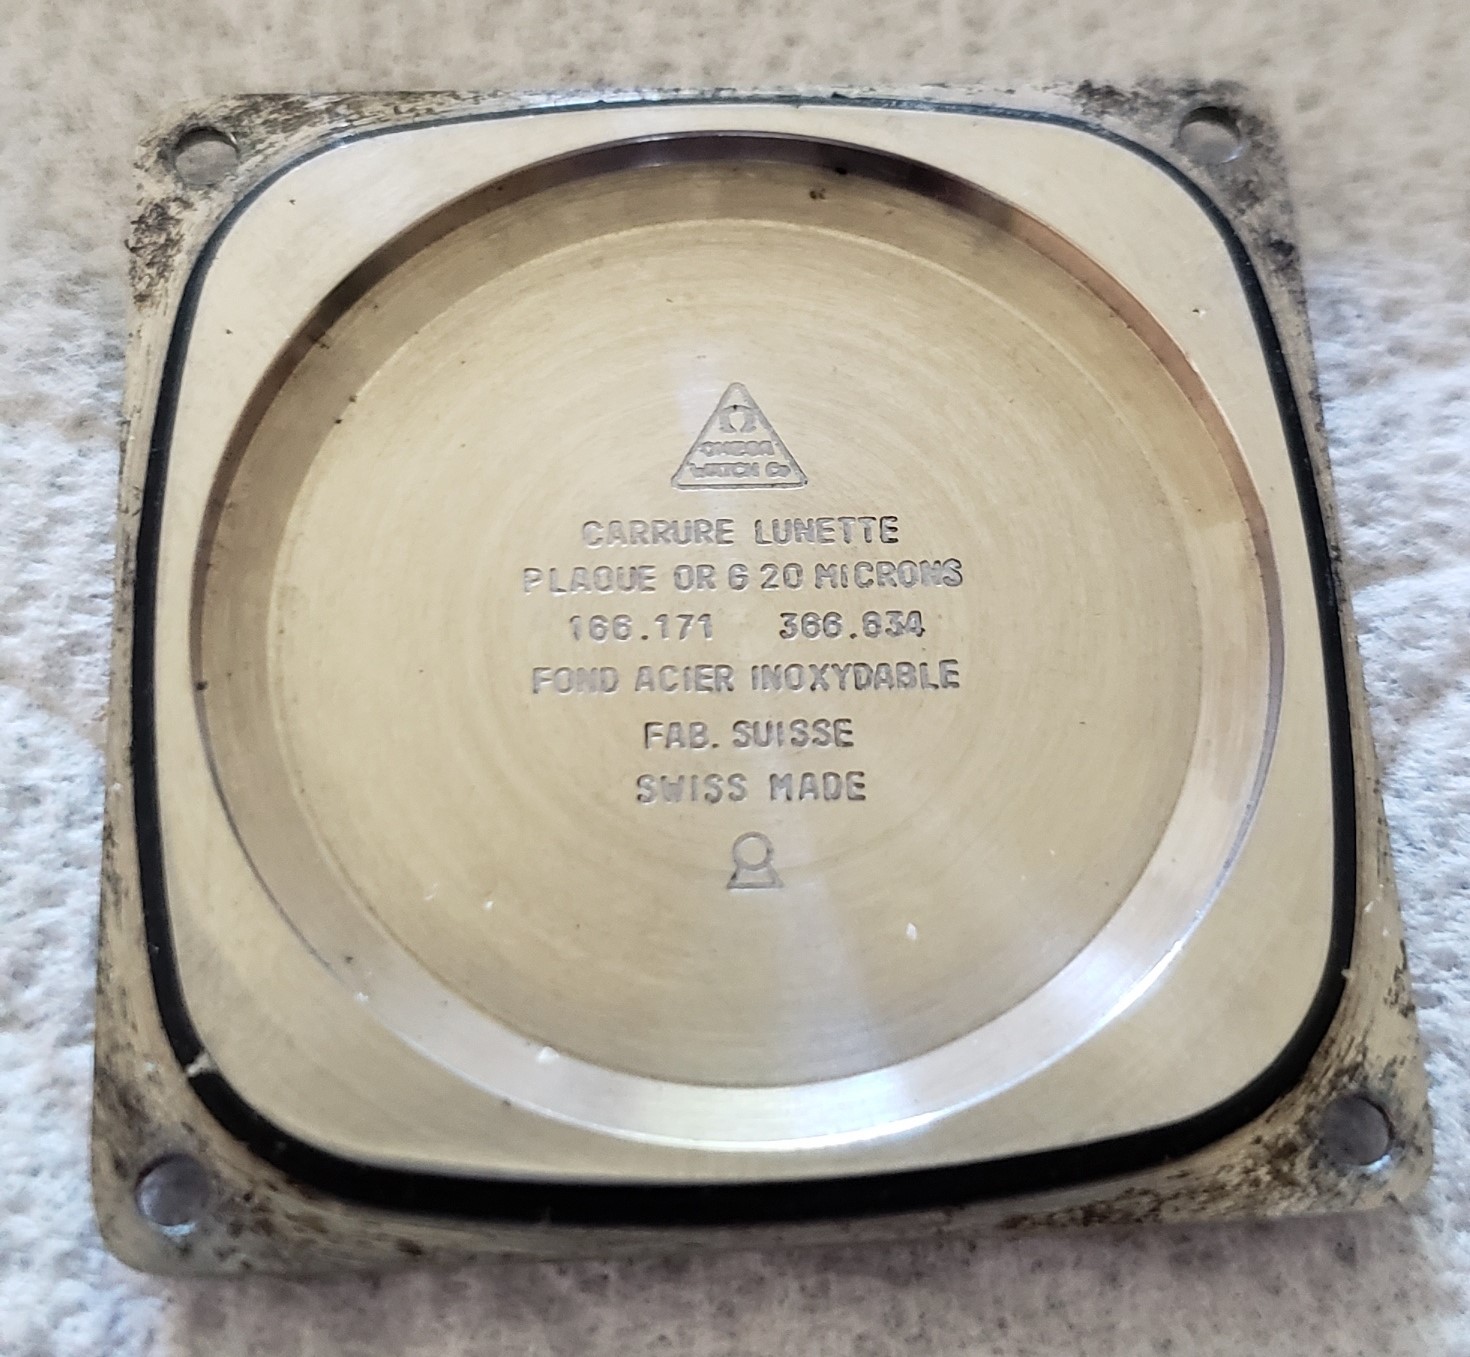 Ω
OMEGA
WATCH Co
CARRURE LUNETTE
PLAQUE OR G 20 MICRONS
166.171 366.834
FOND ACIER INOXYDABLE
FAB. SUISSE
SWISS MADE